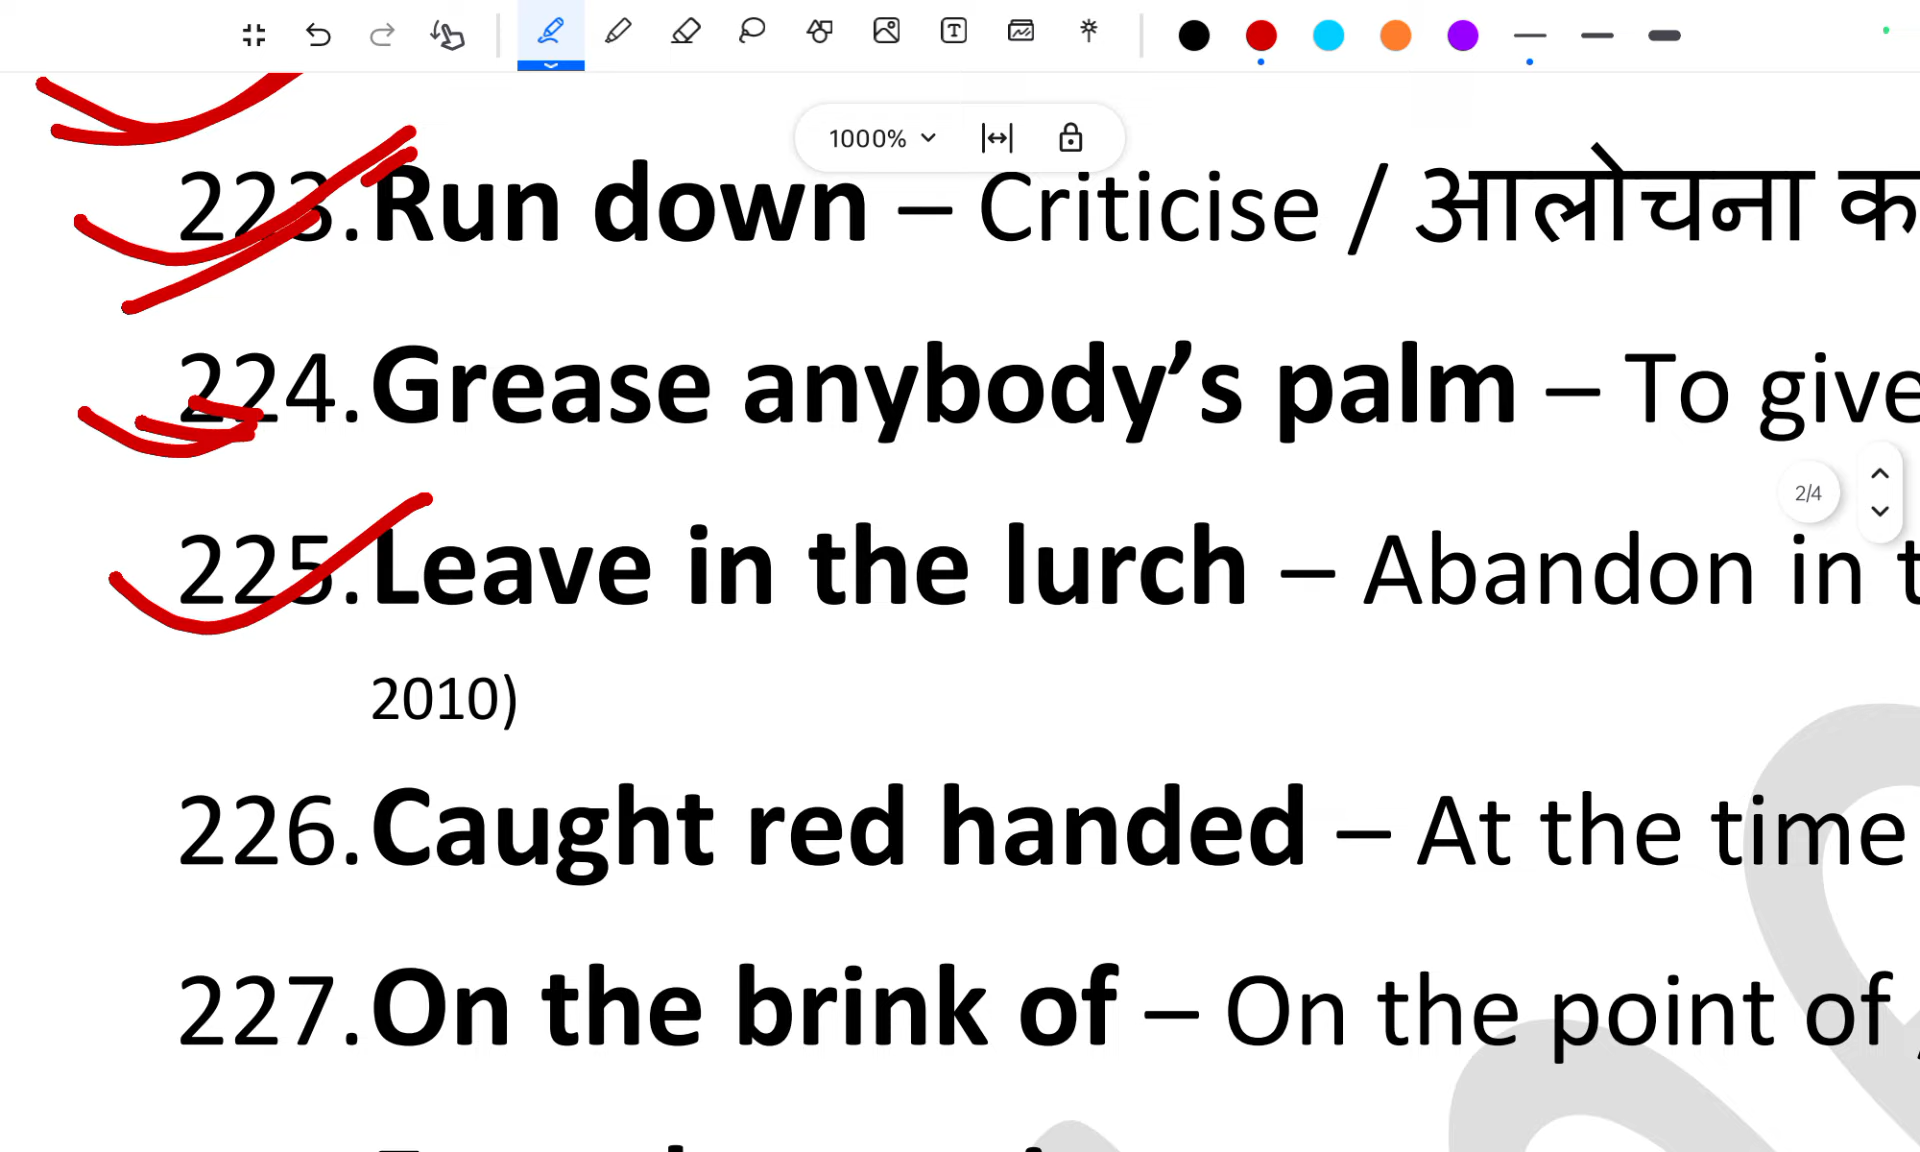 1000%
223. Run down – Criticise / आलोचना क
224. Grease anybody’s palm – To give
2/4
225. Leave in the lurch – Abandon in t
2010)
226. Caught red handed – At the time
227. On the brink of – On the point of